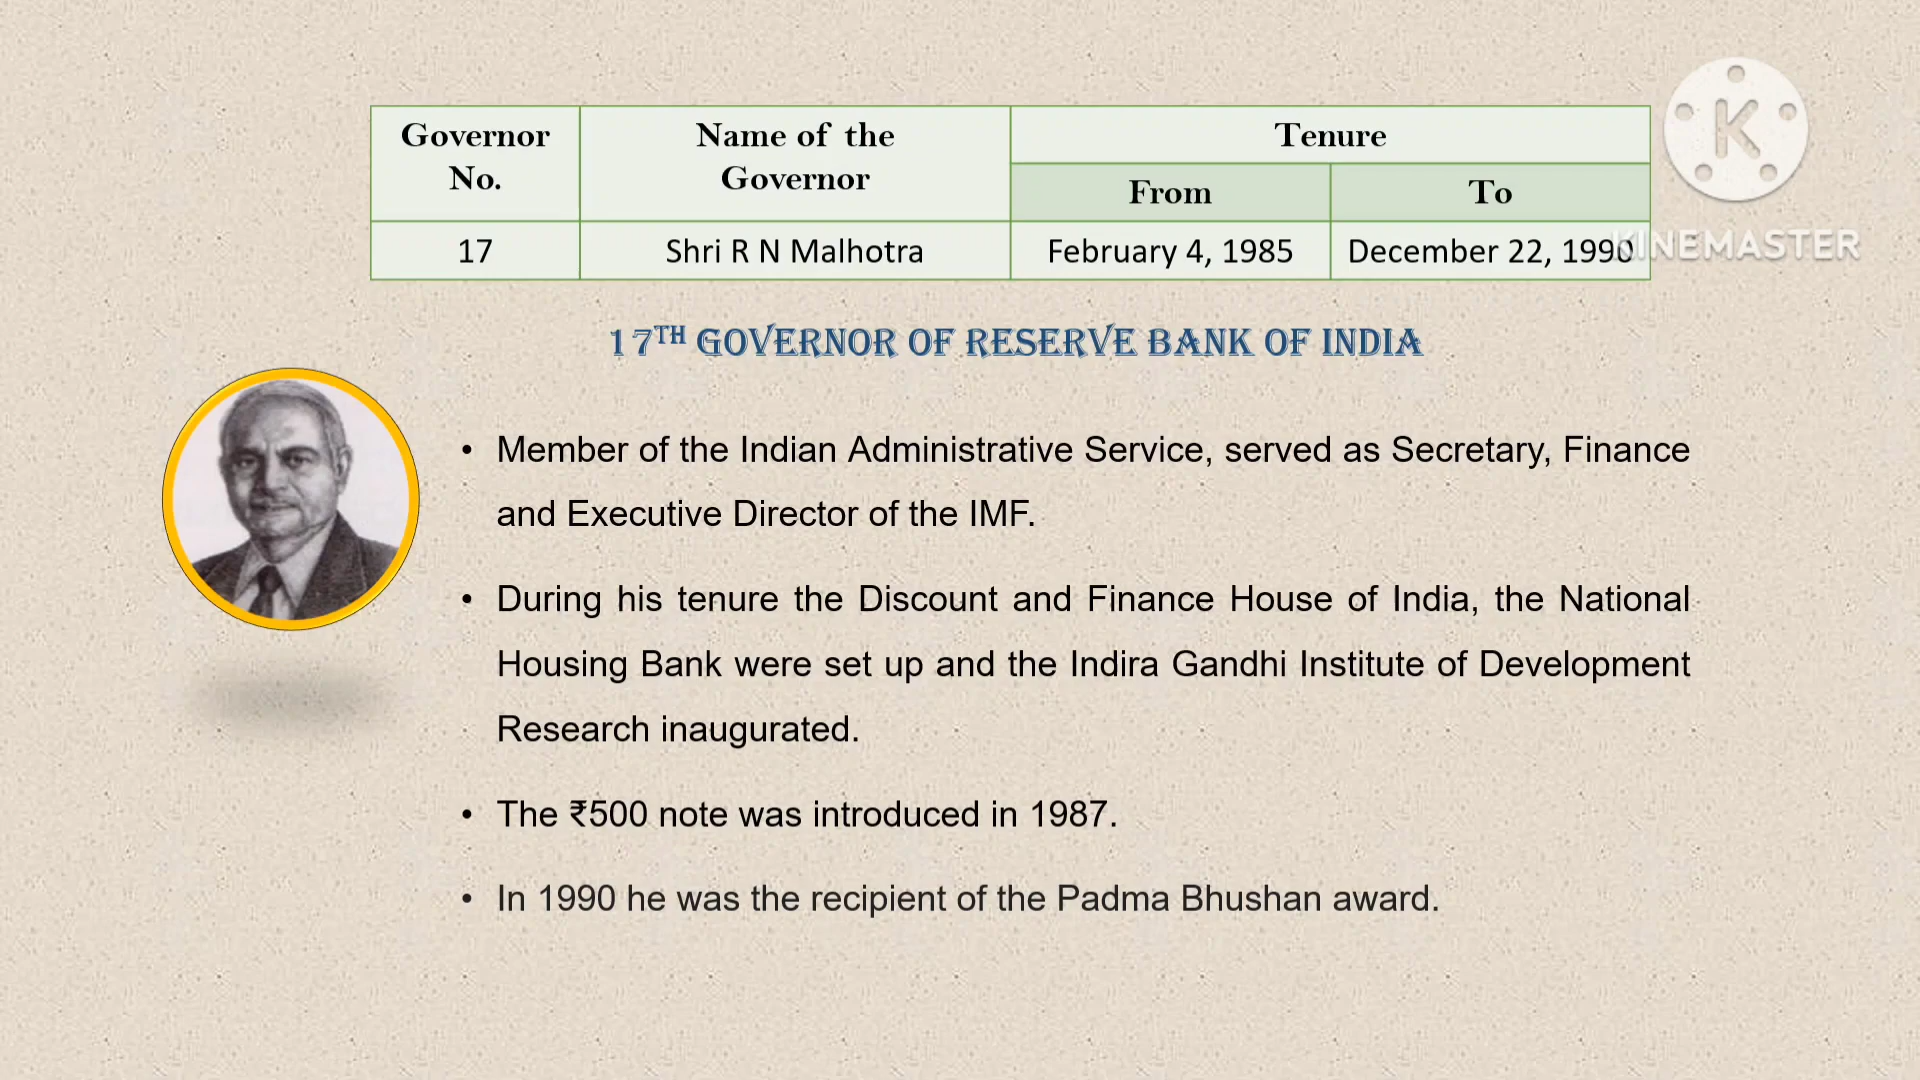 Governor No.
Name of the Governor
Tenure
From
To
17
Shri R N Malhotra
February 4, 1985
December 22, 1990
K
KINEMASTER
17TH GOVERNOR OF RESERVE BANK OF INDIA
• Member of the Indian Administrative Service, served as Secretary, Finance
and Executive Director of the IMF.
• During his tenure the Discount and Finance House of India, the National
Housing Bank were set up and the Indira Gandhi Institute of Development
Research inaugurated.
• The ₹500 note was introduced in 1987.
• In 1990 he was the recipient of the Padma Bhushan award.